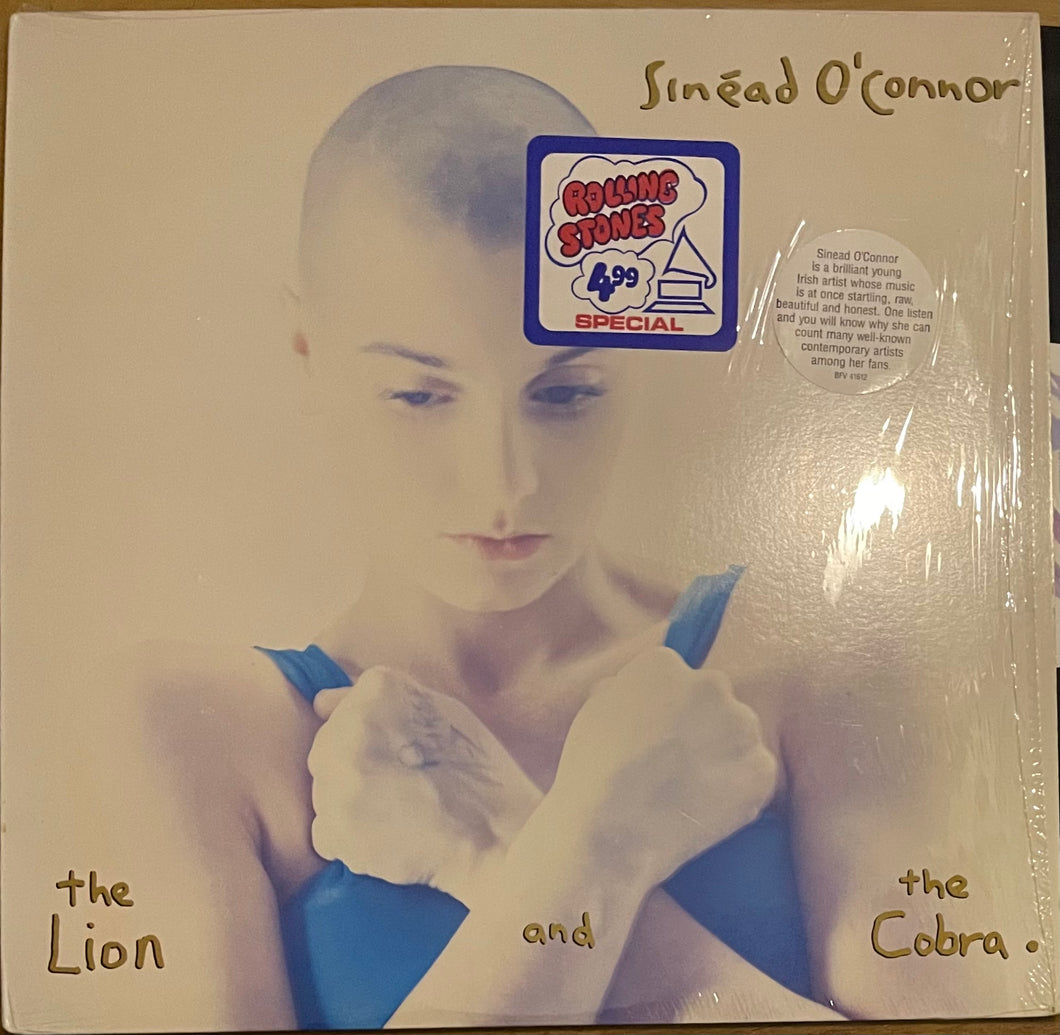 Sinéad O'Connor
ROLLING
STONES
4.99
SPECIAL
Sinead O'Connor
is a brilliant young
Irish artist whose music
is at once startling, raw,
beautiful and honest. One listen
and you will know why she can
count many well-known
contemporary artists
among her fans.
BFV 41612
the
Lion
and
the
Cobra.